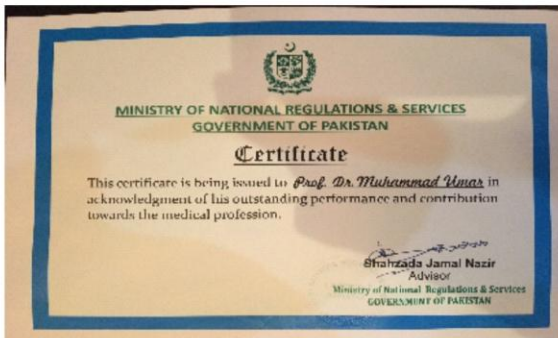 MINISTRY OF NATIONAL REGULATIONS & SERVICES
GOVERNMENT OF PAKISTAN
Certificate
This certificate is being issued to Prof. Dr. Muhammad Umar in
acknowledgment of his outstanding performance and contribution
towards the medical profession.
Shahzada Jamal Nazir
Advisor
Ministry of National Regulations & Services
GOVERNMENT OF PAKISTAN